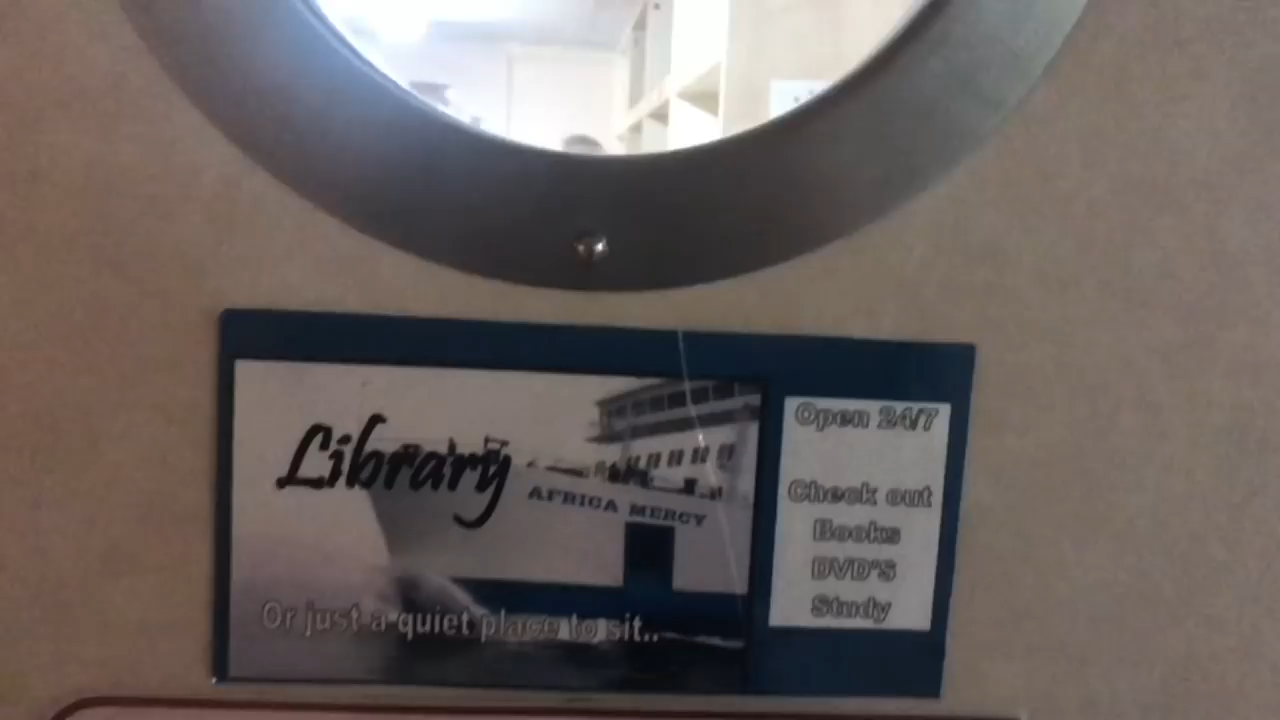 Library
AFRICA MERCY
Or just a quiet place to sit..
Open 24/7
Check out
Books
DVD'S
Study